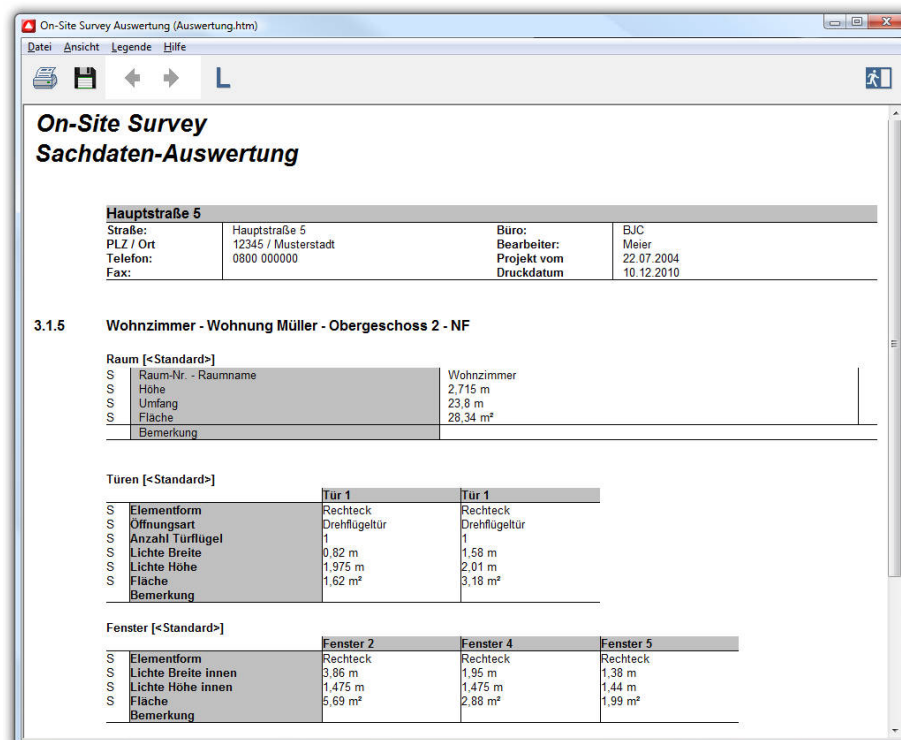 On-Site Survey Auswertung (Auswertung.htm)
Datei Ansicht Legende Hilfe
L
On-Site Survey
Sachdaten-Auswertung
Hauptstraße 5
Straße: Hauptstraße 5 Büro: BJC
PLZ / Ort 12345 / Musterstadt Bearbeiter: Meier
Telefon: 0800 000000 Projekt vom 22.07.2004
Fax: Druckdatum 10.12.2010
3.1.5 Wohnzimmer - Wohnung Müller - Obergeschoss 2 - NF
Raum [<Standard>]
S Raum-Nr. - Raumname Wohnzimmer
S Höhe 2,715 m
S Umfang 23,8 m
S Fläche 28,34 m²
Bemerkung
Türen [<Standard>]
Tür 1 Tür 1
S Elementform Rechteck Rechteck
S Öffnungsart Drehflügeltür Drehflügeltür
S Anzahl Türflügel 1 1
S Lichte Breite 0,82 m 1,58 m
S Lichte Höhe 1,975 m 2,01 m
S Fläche 1,62 m² 3,18 m²
Bemerkung
Fenster [<Standard>]
Fenster 2 Fenster 4 Fenster 5
S Elementform Rechteck Rechteck Rechteck
S Lichte Breite innen 3,86 m 1,95 m 1,38 m
S Lichte Höhe innen 1,475 m 1,475 m 1,44 m
S Fläche 5,69 m² 2,88 m² 1,99 m²
Bemerkung